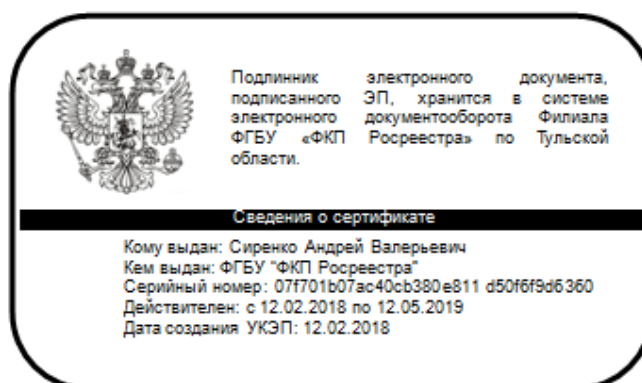 Подлинник электронного документа,
подписанного ЭП, хранится в системе
электронного документооборота Филиала
ФГБУ «ФКП Росреестра» по Тульской
области.
Сведения о сертификате
Кому выдан: Сиренко Андрей Валерьевич
Кем выдан: ФГБУ "ФКП Росреестра"
Серийный номер: 07f701b07ac40cb380e811 d50f6f9d6360
Действителен: с 12.02.2018 по 12.05.2019
Дата создания УКЭП: 12.02.2018